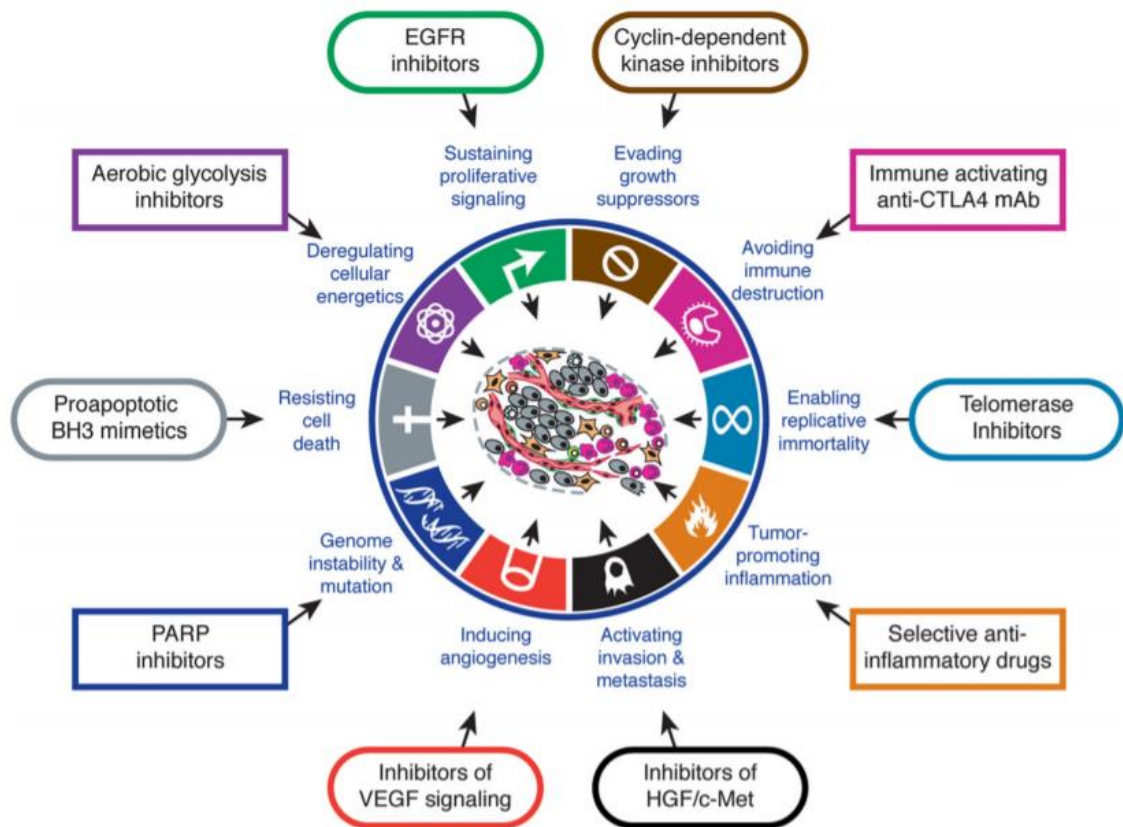 EGFR
inhibitors
Cyclin-dependent
kinase inhibitors
Sustaining
proliferative
signaling
Evading
growth
suppressors
Aerobic glycolysis
inhibitors
Immune activating
anti-CTLA4 mAb
Deregulating
cellular
energetics
Avoiding
immune
destruction
Proapoptotic
BH3 mimetics
Resisting
cell
death
Enabling
replicative
immortality
Telomerase
Inhibitors
Genome
instability &
mutation
Tumor-
promoting
inflammation
PARP
inhibitors
Inducing
angiogenesis
Activating
invasion &
metastasis
Selective anti-
inflammatory drugs
Inhibitors of
VEGF signaling
Inhibitors of
HGF/c-Met